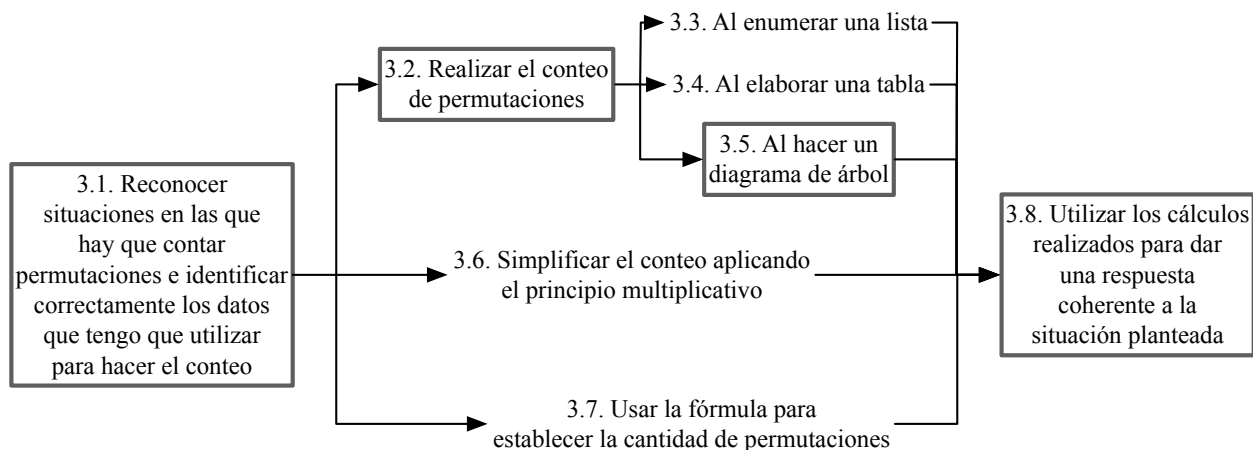 3.1. Reconocer
situaciones en las que
hay que contar
permutaciones e identificar
correctamente los datos
que tengo que utilizar
para hacer el conteo
3.2. Realizar el conteo
de permutaciones
3.3. Al enumerar una lista
3.4. Al elaborar una tabla
3.5. Al hacer un
diagrama de árbol
3.6. Simplificar el conteo aplicando
el principio multiplicativo
3.7. Usar la fórmula para
establecer la cantidad de permutaciones
3.8. Utilizar los cálculos
realizados para dar
una respuesta
coherente a la
situación planteada